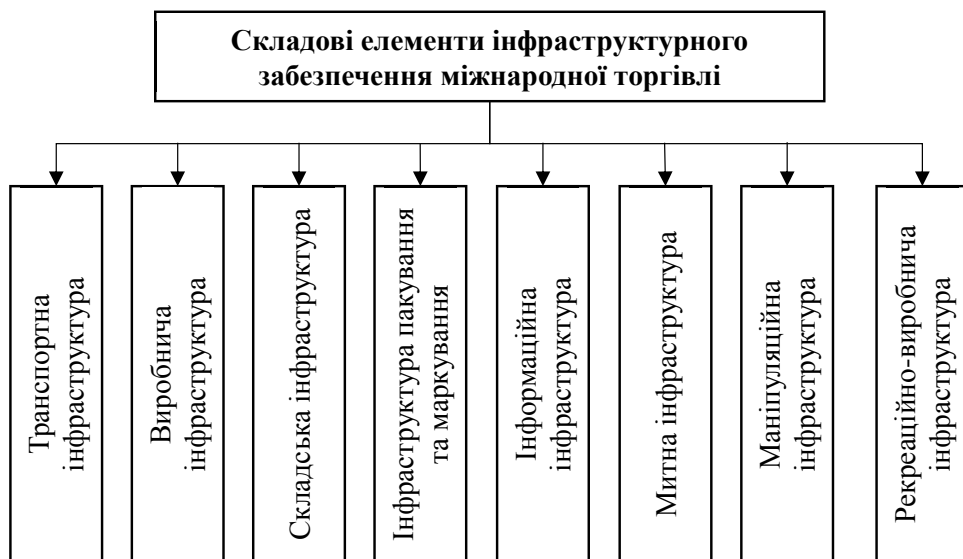 Складові елементи інфраструктурного
забезпечення міжнародної торгівлі
Транспортна
інфраструктура
Виробнича
інфраструктура
Складська інфраструктура
Інфраструктура пакування
та маркування
Інформаційна
інфраструктура
Митна інфраструктура
Маніпуляційна
інфраструктура
Рекреаційно-виробнича
інфраструктура